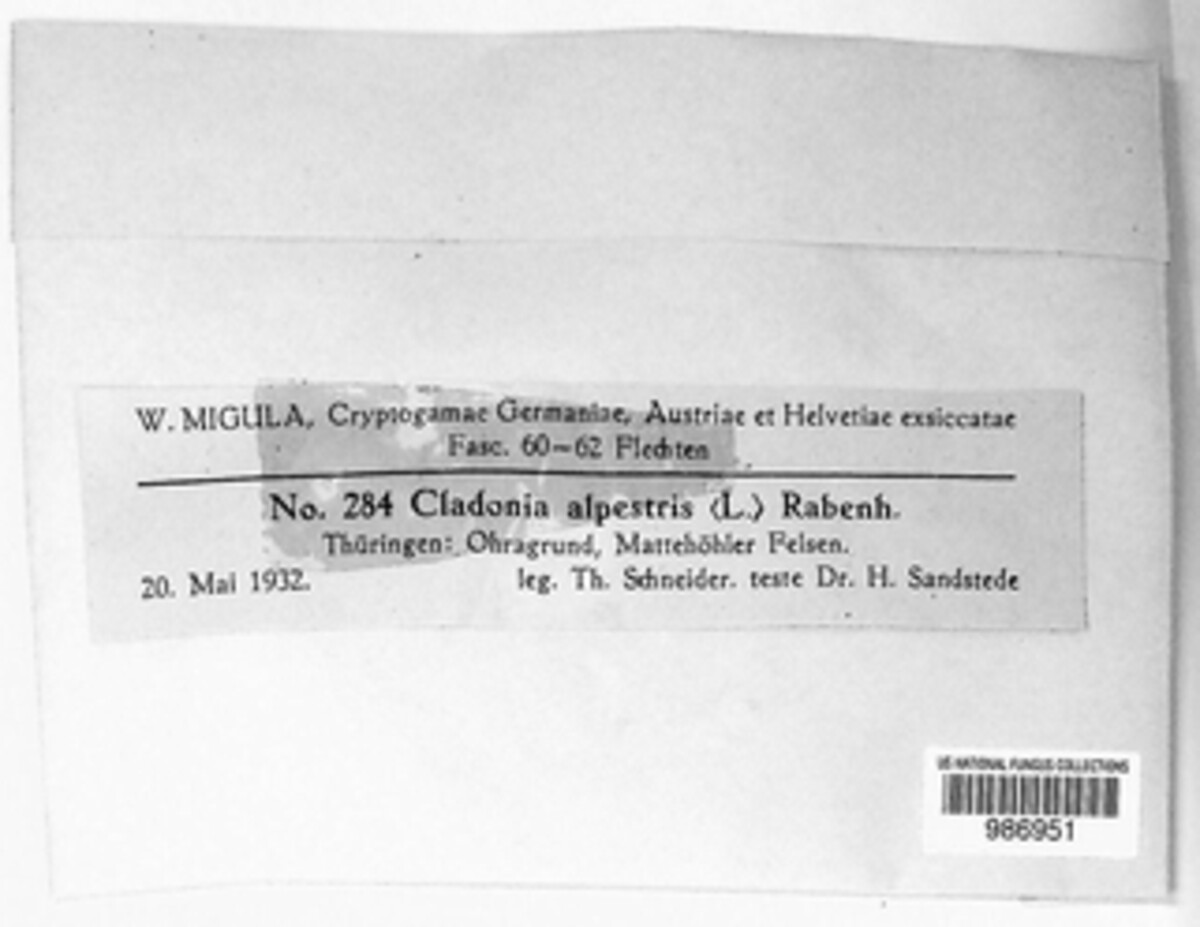 W. MIGULA, Cryptogamae Germaniae, Austriae et Helvetiae exsiccatae
Fasc. 60–62 Flechten
No. 284 Cladonia alpestris (L.) Rabenh.
Thüringen: Ohragrund, Mattehöhler Felsen.
20. Mai 1932. leg. Th. Schneider. teste Dr. H. Sandstede
US NATIONAL FUNGUS COLLECTIONS
986951